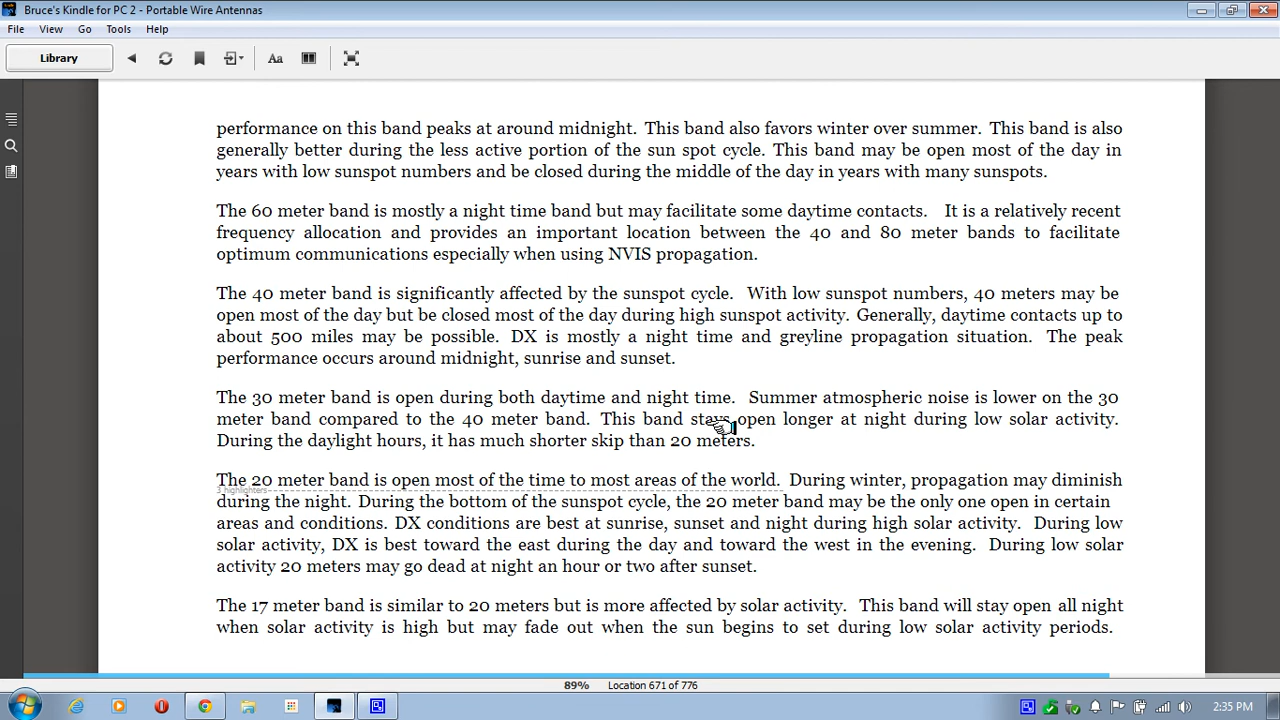 Bruce's Kindle for PC 2 - Portable Wire Antennas
File View Go Tools Help
Library
Aa
performance on this band peaks at around midnight. This band also favors winter over summer. This band is also
generally better during the less active portion of the sun spot cycle. This band may be open most of the day in
years with low sunspot numbers and be closed during the middle of the day in years with many sunspots.
The 60 meter band is mostly a night time band but may facilitate some daytime contacts. It is a relatively recent
frequency allocation and provides an important location between the 40 and 80 meter bands to facilitate
optimum communications especially when using NVIS propagation.
The 40 meter band is significantly affected by the sunspot cycle. With low sunspot numbers, 40 meters may be
open most of the day but be closed most of the day during high sunspot activity. Generally, daytime contacts up to
about 500 miles may be possible. DX is mostly a night time and greyline propagation situation. The peak
performance occurs around midnight, sunrise and sunset.
The 30 meter band is open during both daytime and night time. Summer atmospheric noise is lower on the 30
meter band compared to the 40 meter band. This band stays open longer at night during low solar activity.
During the daylight hours, it has much shorter skip than 20 meters.
The 20 meter band is open most of the time to most areas of the world. During winter, propagation may diminish
3 highlighters
during the night. During the bottom of the sunspot cycle, the 20 meter band may be the only one open in certain
areas and conditions. DX conditions are best at sunrise, sunset and night during high solar activity. During low
solar activity, DX is best toward the east during the day and toward the west in the evening. During low solar
activity 20 meters may go dead at night an hour or two after sunset.
The 17 meter band is similar to 20 meters but is more affected by solar activity. This band will stay open all night
when solar activity is high but may fade out when the sun begins to set during low solar activity periods.
89% Location 671 of 776
2:35 PM